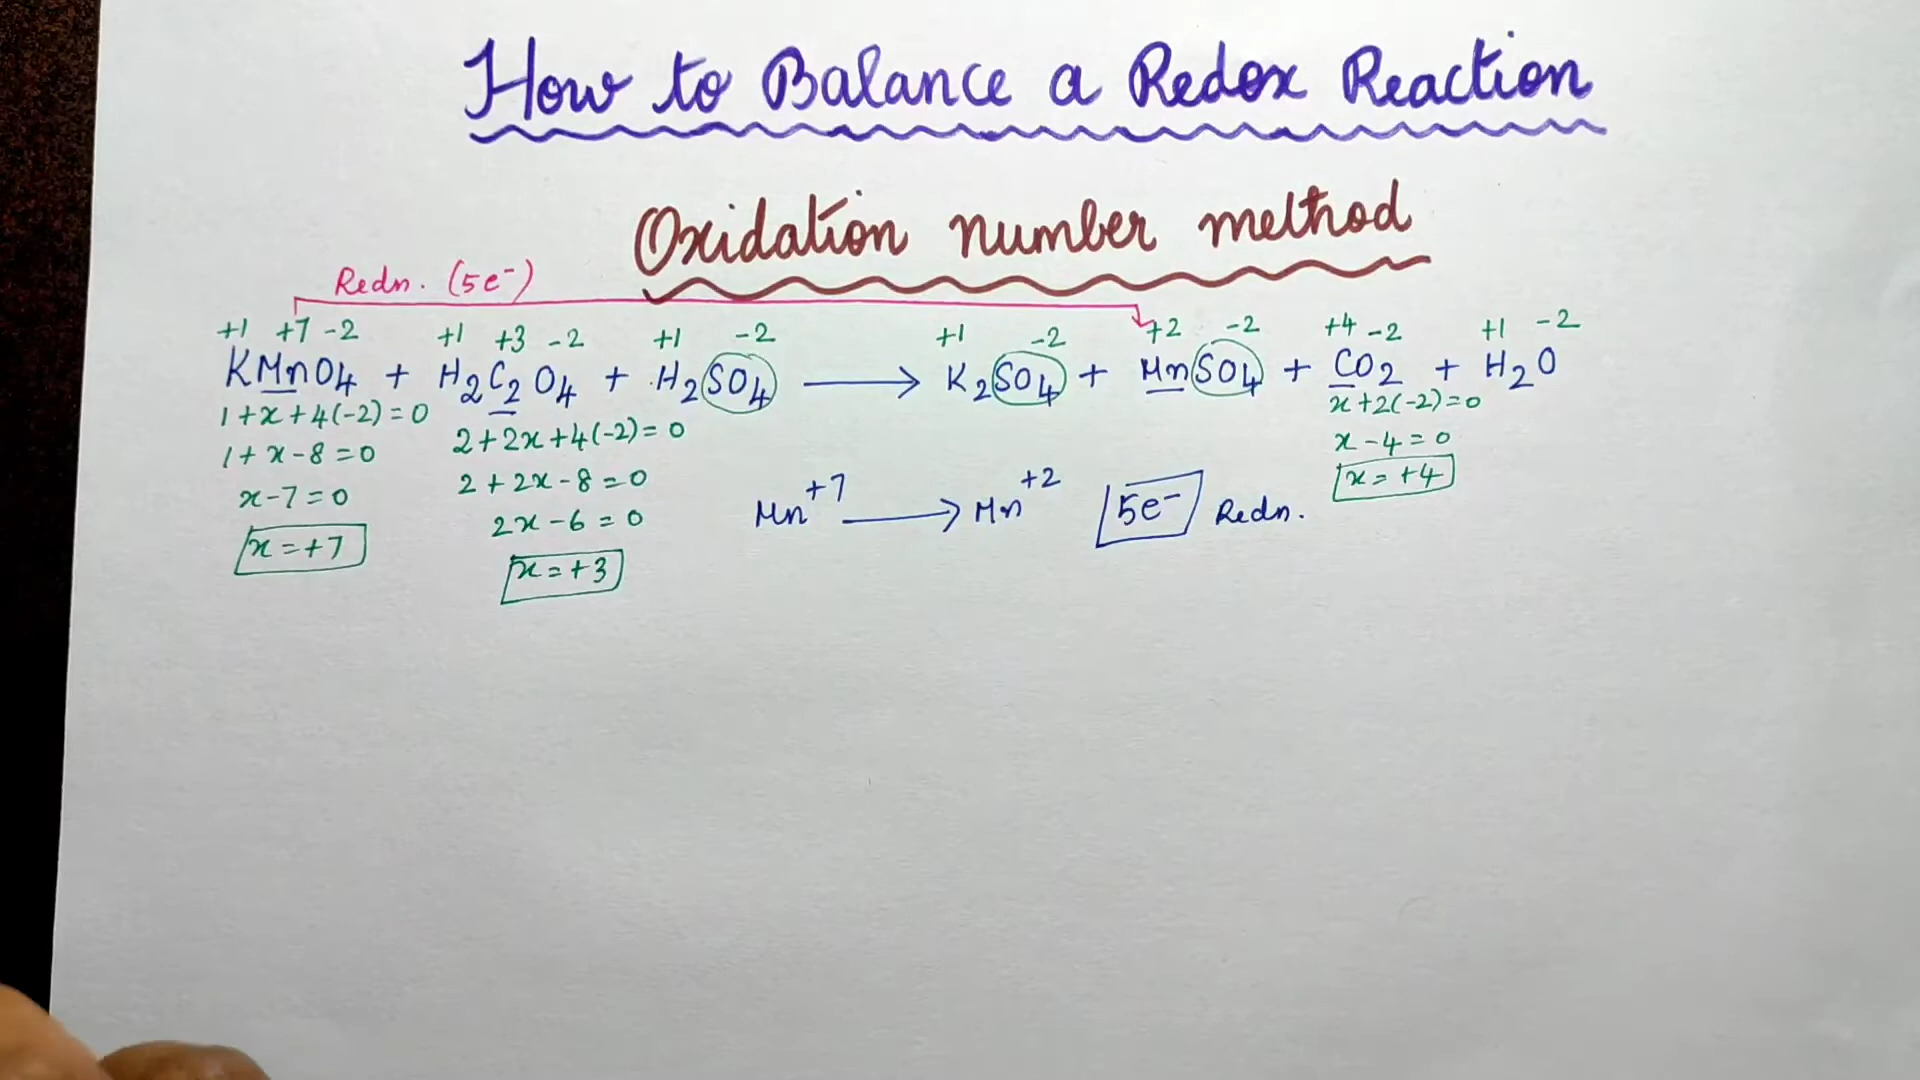 How to Balance a Redox Reaction
Oxidation number method
Redn. (5e⁻)
+1 +7 -2 +1 +3 -2 +1 -2 +1 -2 +2 -2 +4 -2 +1 -2
KMnO₄ + H₂C₂O₄ + H₂SO₄ ⟶ K₂SO₄ + MnSO₄ + CO₂ + H₂O
1+x+4(-2)=0
1+x-8=0
x-7=0
x=+7
2+2x+4(-2)=0
2+2x-8=0
2x-6=0
x=+3
Mn⁺⁷ ⟶ Mn⁺² 5e⁻ Redn.
x+2(-2)=0
x-4=0
x=+4